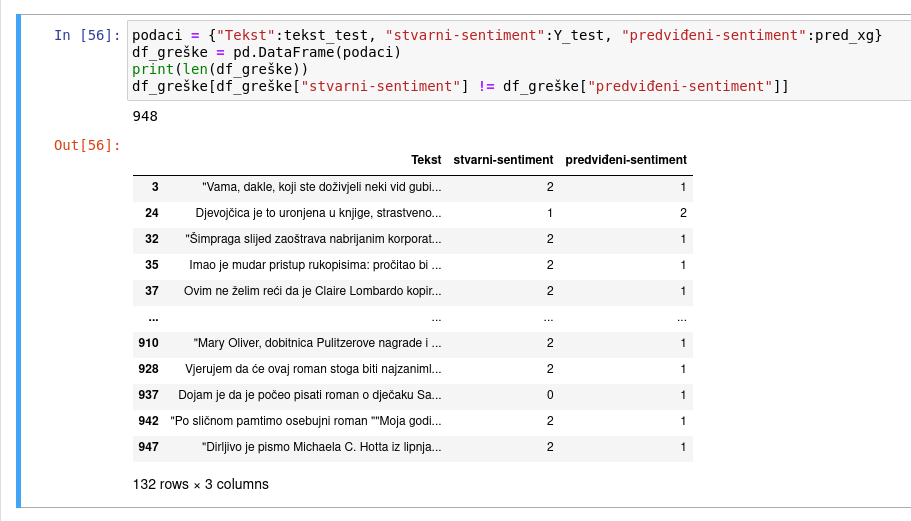 In [56]: podaci = {"Tekst":tekst_test, "stvarni-sentiment":Y_test, "predviđeni-sentiment":pred_xg}
df_greške = pd.DataFrame(podaci)
print(len(df_greške))
df_greške[df_greške["stvarni-sentiment"] != df_greške["predviđeni-sentiment"]]
948
Out[56]:
Tekst stvarni-sentiment predviđeni-sentiment
3 "Vama, dakle, koji ste doživjeli neki vid gubi... 2 1
24 Djevojčica je to uronjena u knjige, strastveno... 1 2
32 "Šimpraga slijed zaoštrava nabrijanim korporat... 2 1
35 Imao je mudar pristup rukopisima: pročitao bi ... 2 1
37 Ovim ne želim reći da je Claire Lombardo kopir... 2 1
... ... ... ...
910 "Mary Oliver, dobitnica Pulitzerove nagrade i ... 2 1
928 Vjerujem da će ovaj roman stoga biti najzaniml... 2 1
937 Dojam je da je počeo pisati roman o dječaku Sa... 0 1
942 "Po sličnom pamtimo osebujni roman ""Moja godi... 2 1
947 "Dirljivo je pismo Michaela C. Hotta iz lipnja... 2 1
132 rows × 3 columns